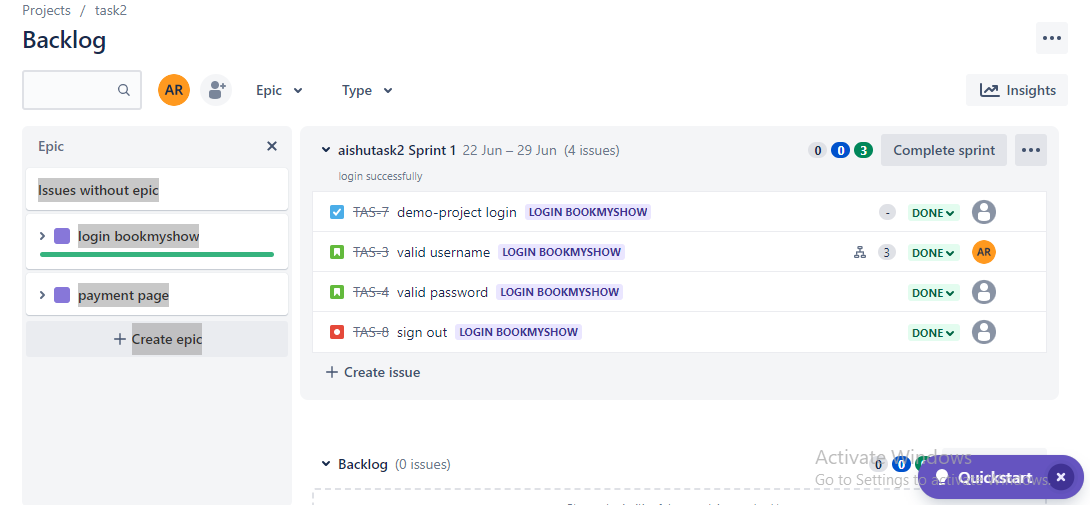 Projects / task2
Backlog
AR Epic Type Insights
Epic
Issues without epic
login bookmyshow
payment page
+ Create epic
aishutask2 Sprint 1 22 Jun – 29 Jun (4 issues) 0 0 3 Complete sprint
login successfully
TAS-7 demo-project login LOGIN BOOKMYSHOW - DONE
TAS-3 valid username LOGIN BOOKMYSHOW 3 DONE AR
TAS-4 valid password LOGIN BOOKMYSHOW DONE
TAS-8 sign out LOGIN BOOKMYSHOW DONE
+ Create issue
Backlog (0 issues) 0 0
Activate Windows
Go to Settings to activate Windows.
Quickstart